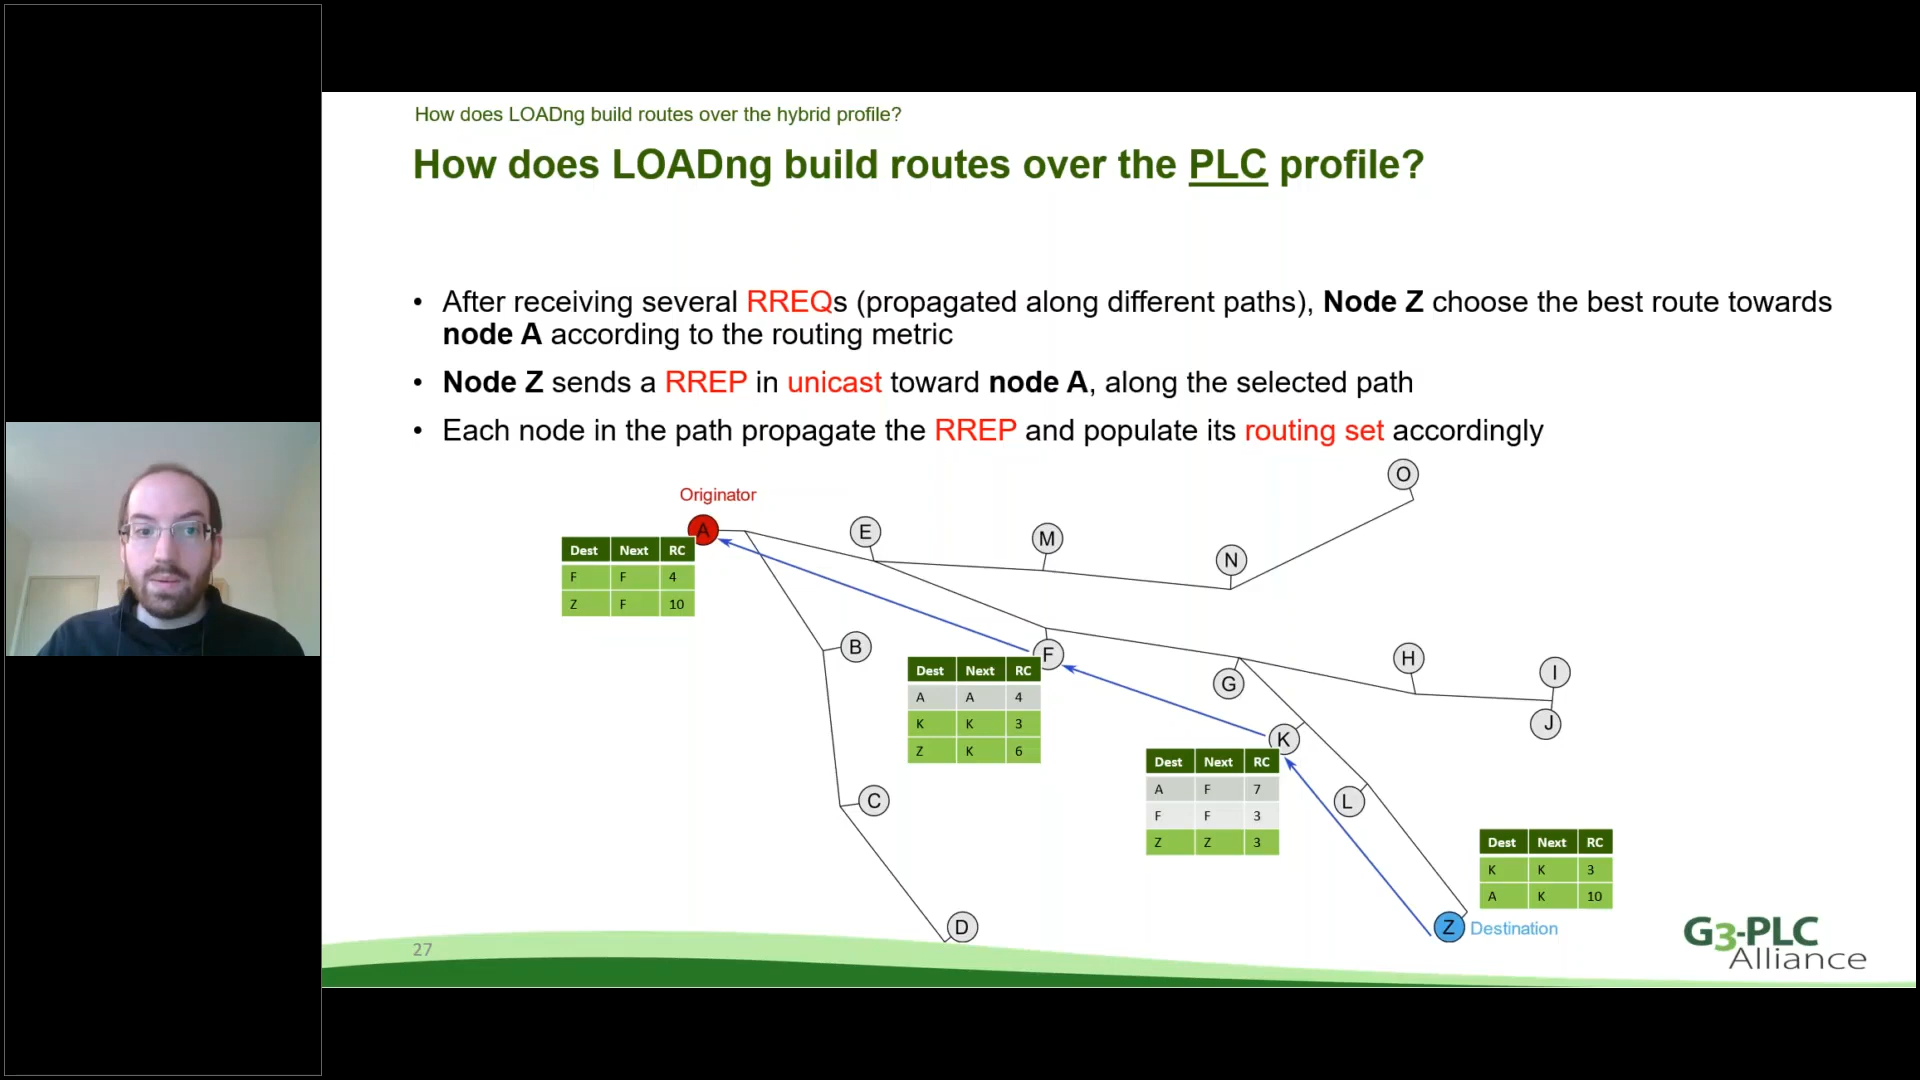 How does LOADng build routes over the hybrid profile?
How does LOADng build routes over the PLC profile?
• After receiving several RREQs (propagated along different paths), Node Z choose the best route towards
node A according to the routing metric
• Node Z sends a RREP in unicast toward node A, along the selected path
• Each node in the path propagate the RREP and populate its routing set accordingly
Originator
A
E
M
N
O
B
C
D
F
G
H
I
J
K
L
Z
Destination
Dest Next RC
F F 4
Z F 10
Dest Next RC
A A 4
K K 3
Z K 6
Dest Next RC
A F 7
F F 3
Z Z 3
Dest Next RC
K K 3
A K 10
27
G3-PLC
Alliance